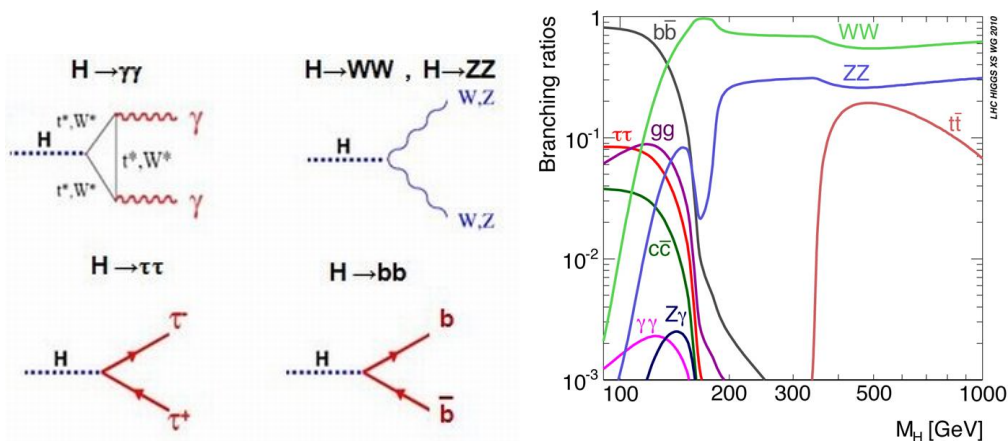 H→γγ
t*,W*
H
t*,W*
t*,W*
γ
γ
H→WW , H→ZZ
H
W,Z
W,Z
H→ττ
H
τ-
τ+
H→bb
H
b
b̄
Branching ratios
1
10-1
10-2
10-3
bb̄
WW
ZZ
ττ
gg
cc̄
γγ
Zγ
tt̄
100 200 300 500 1000
MH [GeV]
LHC HIGGS XS WG 2010